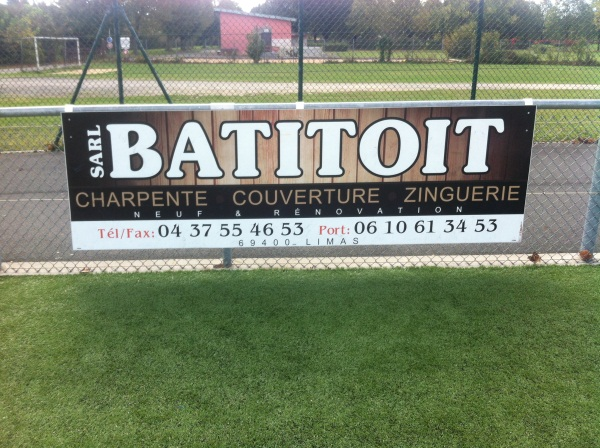 SARL BATITOIT
CHARPENTE COUVERTURE ZINGUERIE
NEUF & RÉNOVATION
Tél/Fax: 04 37 55 46 53 Port: 06 10 61 34 53
69400 LIMAS